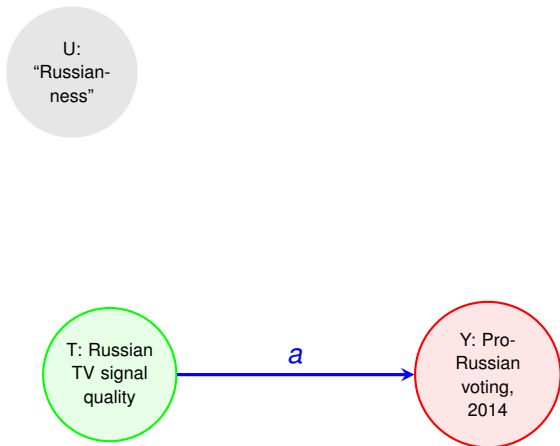 U:
“Russian-
ness”
T: Russian
TV signal
quality
a
Y: Pro-
Russian
voting,
2014